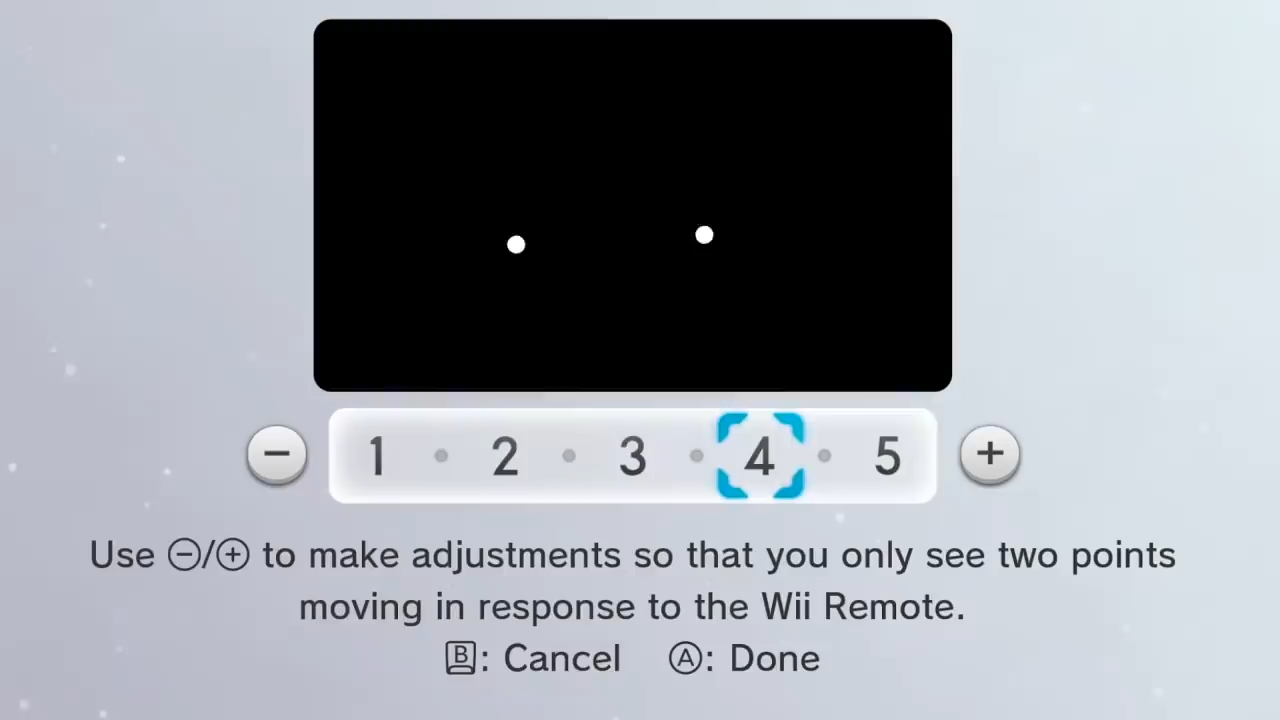 − 1 • 2 • 3 • 4 • 5 +
Use ⊖/⊕ to make adjustments so that you only see two points
moving in response to the Wii Remote.
B: Cancel Ⓐ: Done